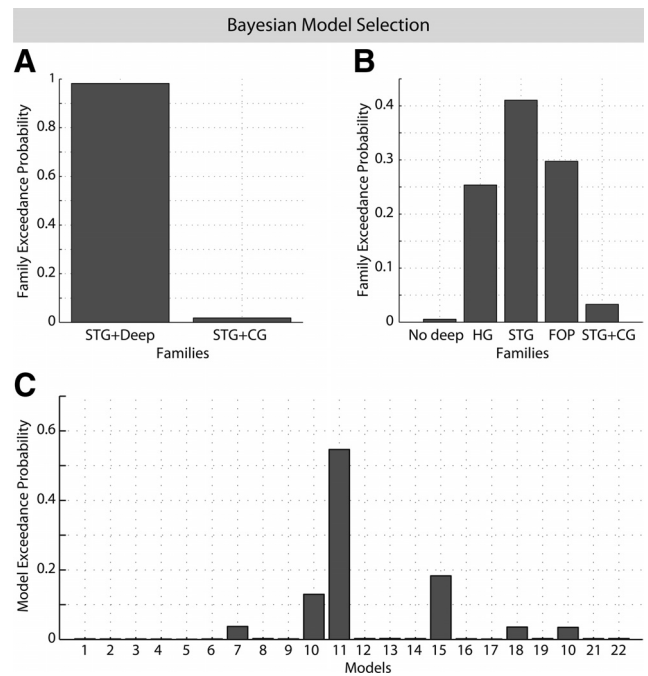 Bayesian Model Selection
A
Family Exceedance Probability
1
0.8
0.6
0.4
0.2
0
STG+Deep STG+CG
Families
B
Family Exceedance Probability
0.4
0.3
0.2
0.1
0
No deep HG STG FOP STG+CG
Families
C
Model Exceedance Probability
0.6
0.4
0.2
0
1 2 3 4 5 6 7 8 9 10 11 12 13 14 15 16 17 18 19 10 21 22
Models